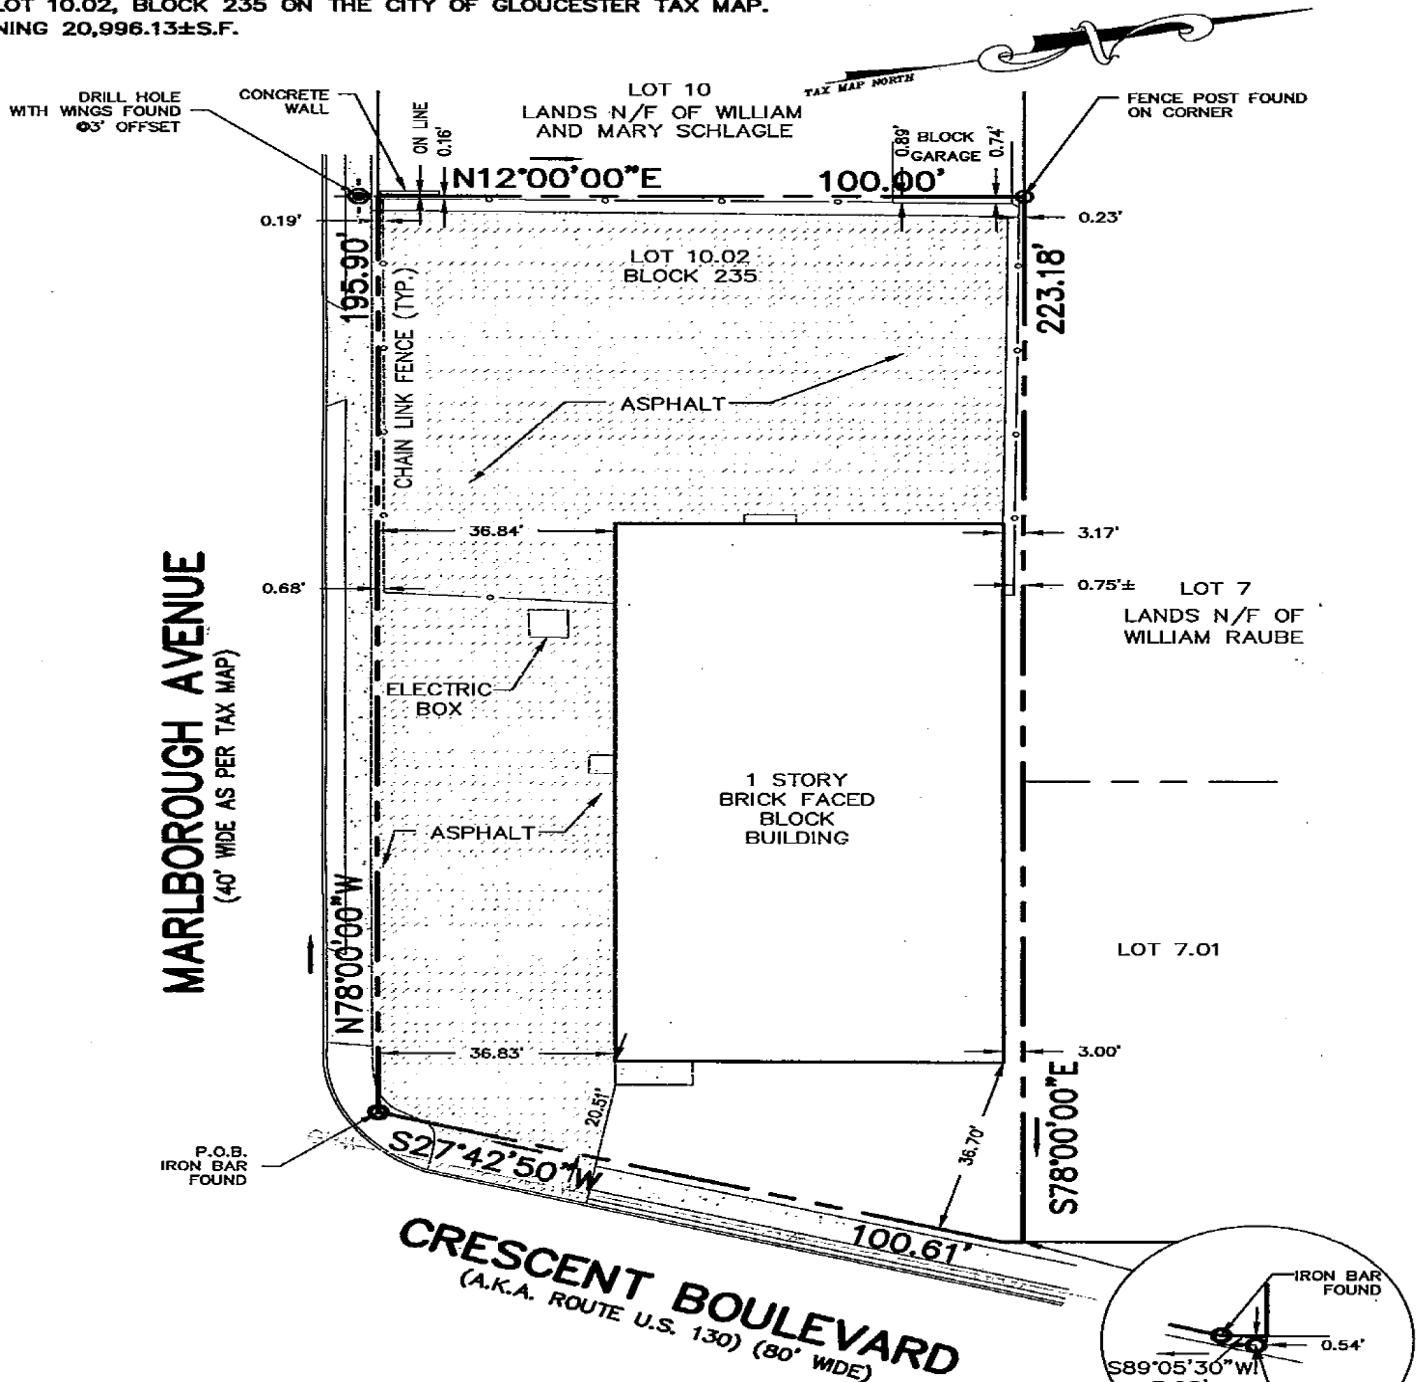 LOT 10.02, BLOCK 235 ON THE CITY OF GLOUCESTER TAX MAP.
NING 20,996.13±S.F.
TAX MAP NORTH
DRILL HOLE
WITH WINGS FOUND
@3' OFFSET
CONCRETE
WALL
ON LINE
0.16'
LOT 10
LANDS N/F OF WILLIAM
AND MARY SCHLAGLE
0.89'
BLOCK
GARAGE
0.74'
FENCE POST FOUND
ON CORNER
N12°00'00"E
100.00'
0.19'
0.23'
195.90'
223.18'
LOT 10.02
BLOCK 235
CHAIN LINK FENCE (TYP.)
ASPHALT
36.84'
3.17'
0.68'
0.75'±
LOT 7
LANDS N/F OF
WILLIAM RAUBE
MARLBOROUGH AVENUE
(40' WIDE AS PER TAX MAP)
ELECTRIC
BOX
1 STORY
BRICK FACED
BLOCK
BUILDING
ASPHALT
N78°00'00"W
LOT 7.01
36.83'
3.00'
20.51'
36.70'
S78°00'00"E
P.O.B.
IRON BAR
FOUND
S27°42'50"W
100.61'
CRESCENT BOULEVARD
(A.K.A. ROUTE U.S. 130) (80' WIDE)
IRON BAR
FOUND
0.54'
S89°05'30"W